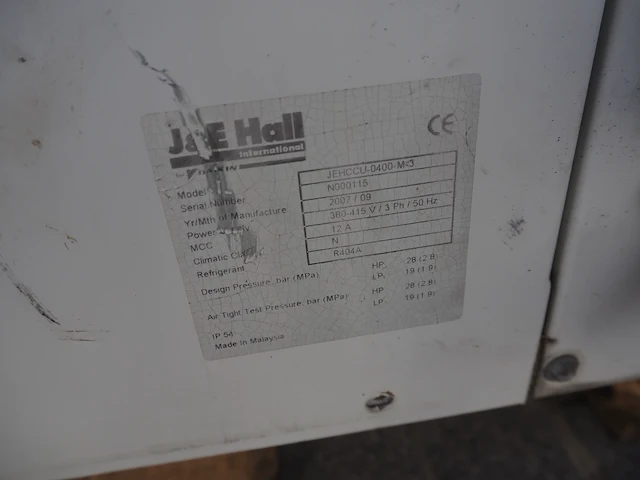 J&E Hall
International
CE
Model JEHCCU-0400-M-3
Serial Number N000115
Yr/Mth of Manufacture 2007 / 09
Power 380-415 V / 3 Ph / 50 Hz
MCC 12 A
Climatic N
Refrigerant R404A
Design Pressure, bar (MPa) HP. 28 (2.8)
LP. 19 (1.9)
Air Tight Test Pressure, bar (MPa) HP 28 (2.8)
LP. 19 (1.9)
IP 54
Made In Malaysia